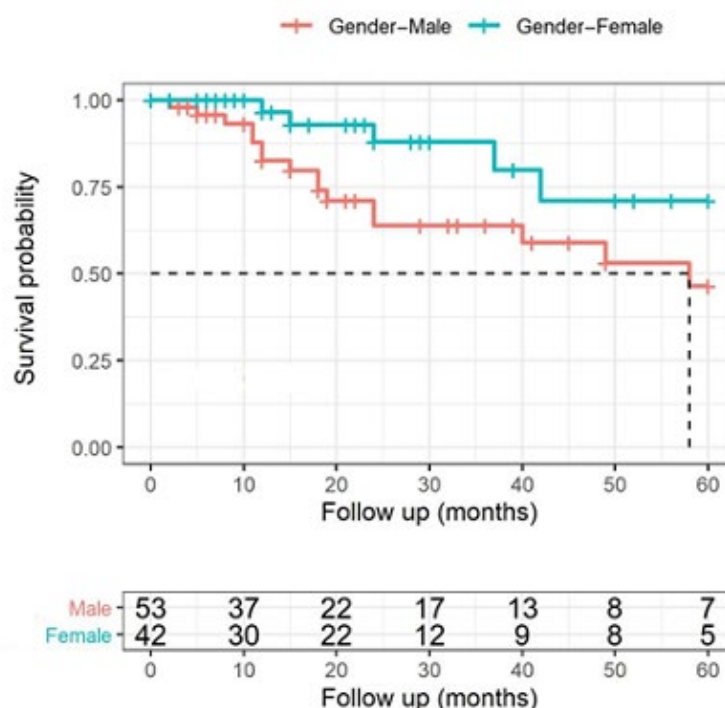 Gender-Male Gender-Female
Survival probability
1.00
0.75
0.50
0.25
0.00
0 10 20 30 40 50 60
Follow up (months)
Male 53 37 22 17 13 8 7
Female 42 30 22 12 9 8 5
0 10 20 30 40 50 60
Follow up (months)